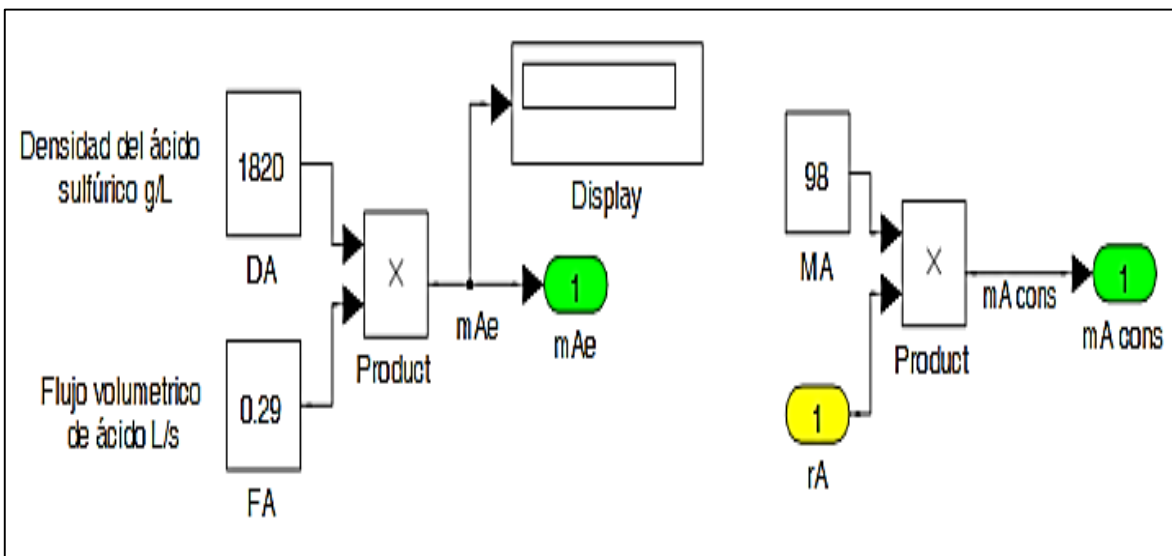 Densidad del ácido
sulfúrico g/L
1820
DA
Flujo volumetrico
de ácido L/s
0.29
FA
×
Product
mAe
Display
1
mAe
98
MA
1
rA
×
Product
mA cons
1
mA cons